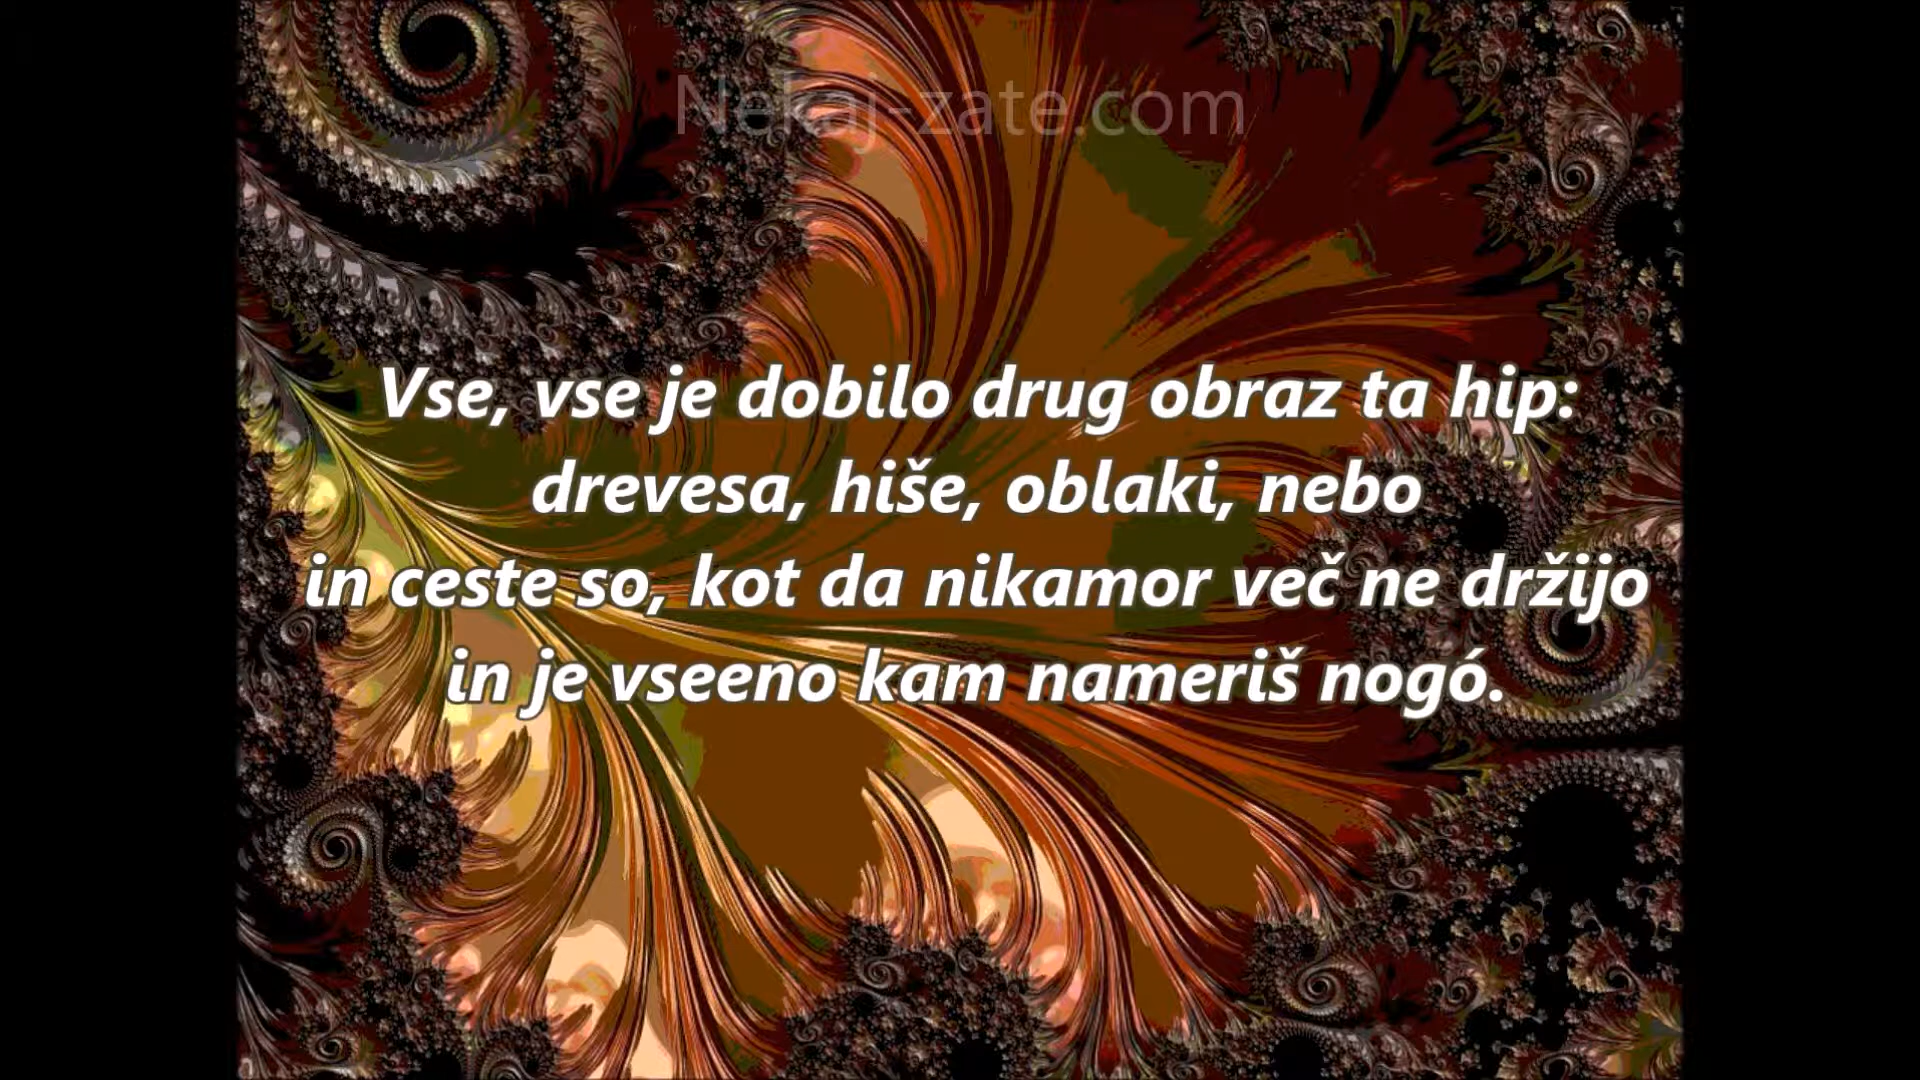 Nekaj-zate.com
Vse, vse je dobilo drug obraz ta hip:
drevesa, hiše, oblaki, nebo
in ceste so, kot da nikamor več ne držijo
in je vseeno kam nameriš nogó.